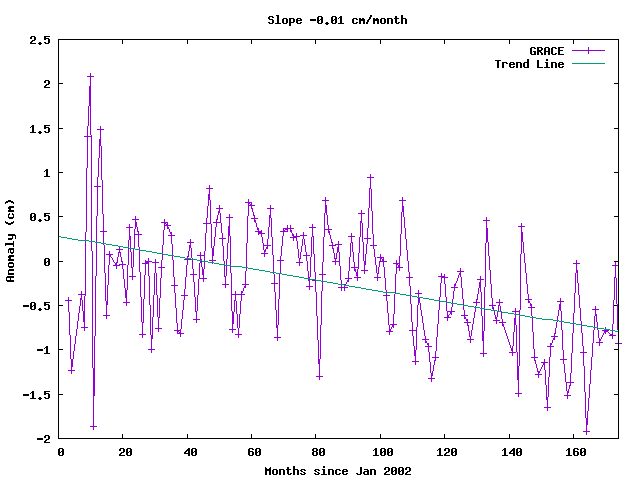 Slope -0.01 cm/month
GRACE
Trend Line
2.5
2
1.5
1
0.5
0
-0.5
-1
-1.5
-2
Anomaly (cm)
0 20 40 60 80 100 120 140 160
Months since Jan 2002